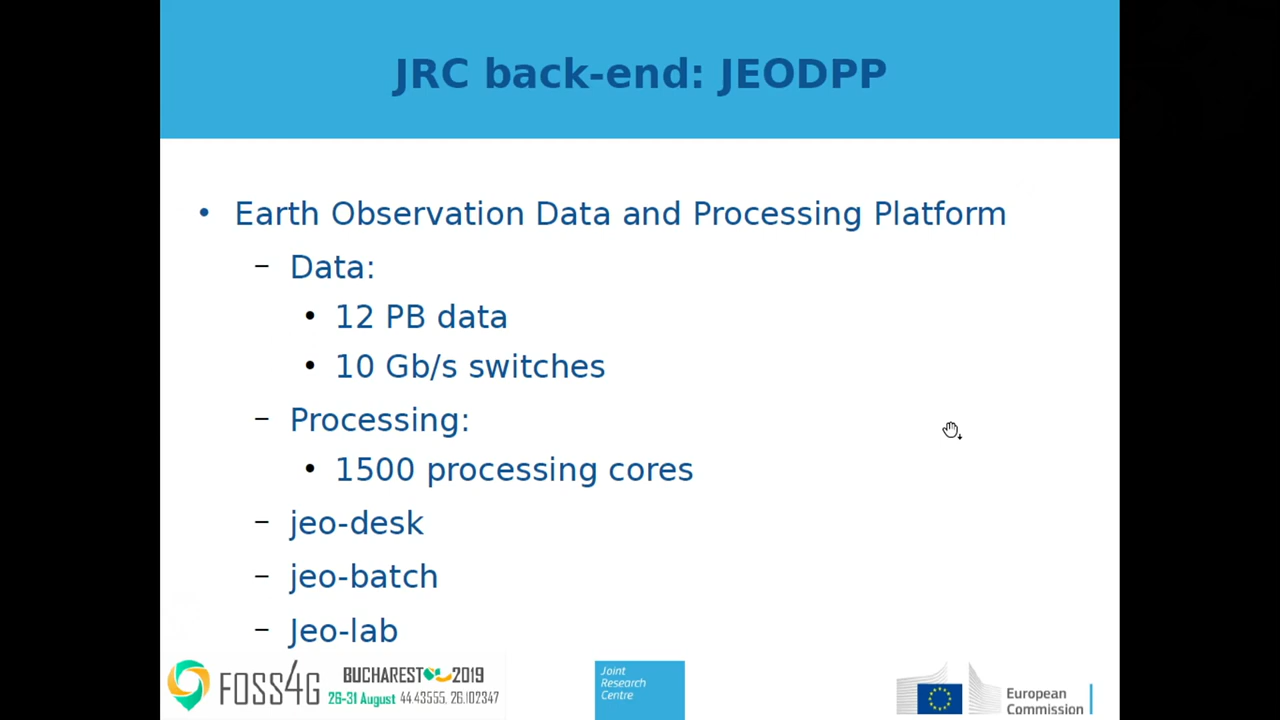 JRC back-end: JEODPP
• Earth Observation Data and Processing Platform
– Data:
• 12 PB data
• 10 Gb/s switches
– Processing:
• 1500 processing cores
– jeo-desk
– jeo-batch
– Jeo-lab
FOSS4G
BUCHAREST 2019
26-31 August 44.43555, 26.102347
Joint
Research
Centre
European
Commission